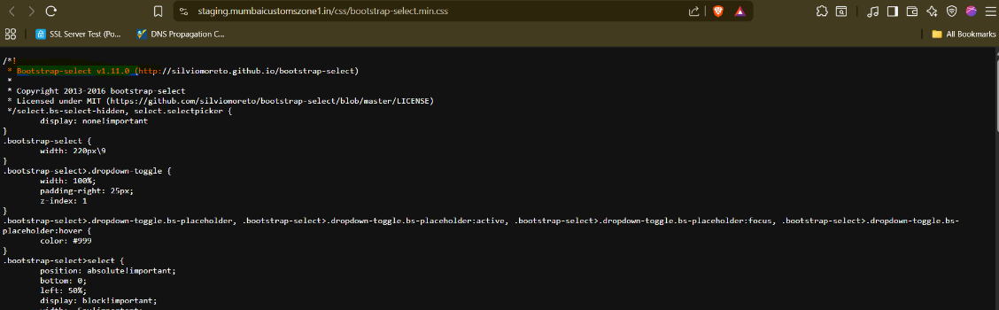 staging.mumbaicustomszone1.in/css/bootstrap-select.min.css
SSL Server Test (Po...
DNS Propagation C...
All Bookmarks
/*!
* Bootstrap-select v1.11.0 (http://silviomoreto.github.io/bootstrap-select)
*
* Copyright 2013-2016 bootstrap-select
* Licensed under MIT (https://github.com/silviomoreto/bootstrap-select/blob/master/LICENSE)
*/select.bs-select-hidden, select.selectpicker {
display: none!important
}
.bootstrap-select {
width: 220px\9
}
.bootstrap-select>.dropdown-toggle {
width: 100%;
padding-right: 25px;
z-index: 1
}
.bootstrap-select>.dropdown-toggle.bs-placeholder, .bootstrap-select>.dropdown-toggle.bs-placeholder:active, .bootstrap-select>.dropdown-toggle.bs-placeholder:focus, .bootstrap-select>.dropdown-toggle.bs-
placeholder:hover {
color: #999
}
.bootstrap-select>select {
position: absolute!important;
bottom: 0;
left: 50%;
display: block!important;